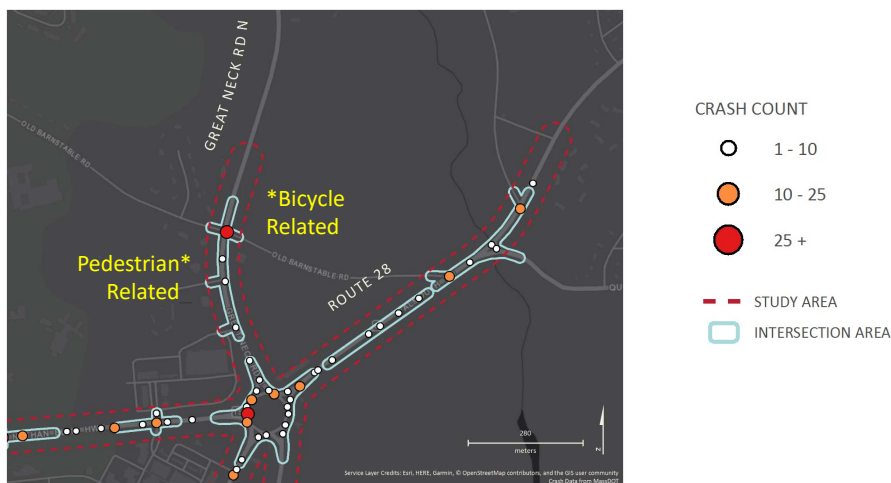 GREAT NECK RD N
OLD BARNSTABLE RD
*Bicycle
Related
Pedestrian*
Related
OLD BARNSTABLE RD
ROUTE 28
280
meters
Service Layer Credits: Esri, HERE, Garmin, © OpenStreetMap contributors, and the GIS user community
Crash Data from MassDOT
CRASH COUNT
1 - 10
10 - 25
25 +
STUDY AREA
INTERSECTION AREA